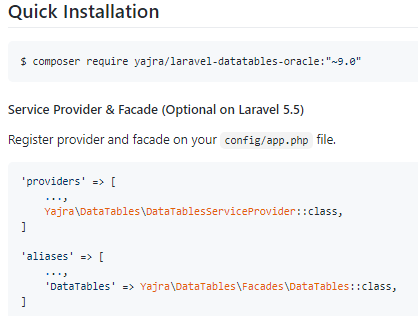 Quick Installation
$ composer require yajra/laravel-datatables-oracle:"~9.0"
Service Provider & Facade (Optional on Laravel 5.5)
Register provider and facade on your config/app.php file.
'providers' => [
    ...,
    Yajra\DataTables\DataTablesServiceProvider::class,
]
'aliases' => [
    ...,
    'DataTables' => Yajra\DataTables\Facades\DataTables::class,
]